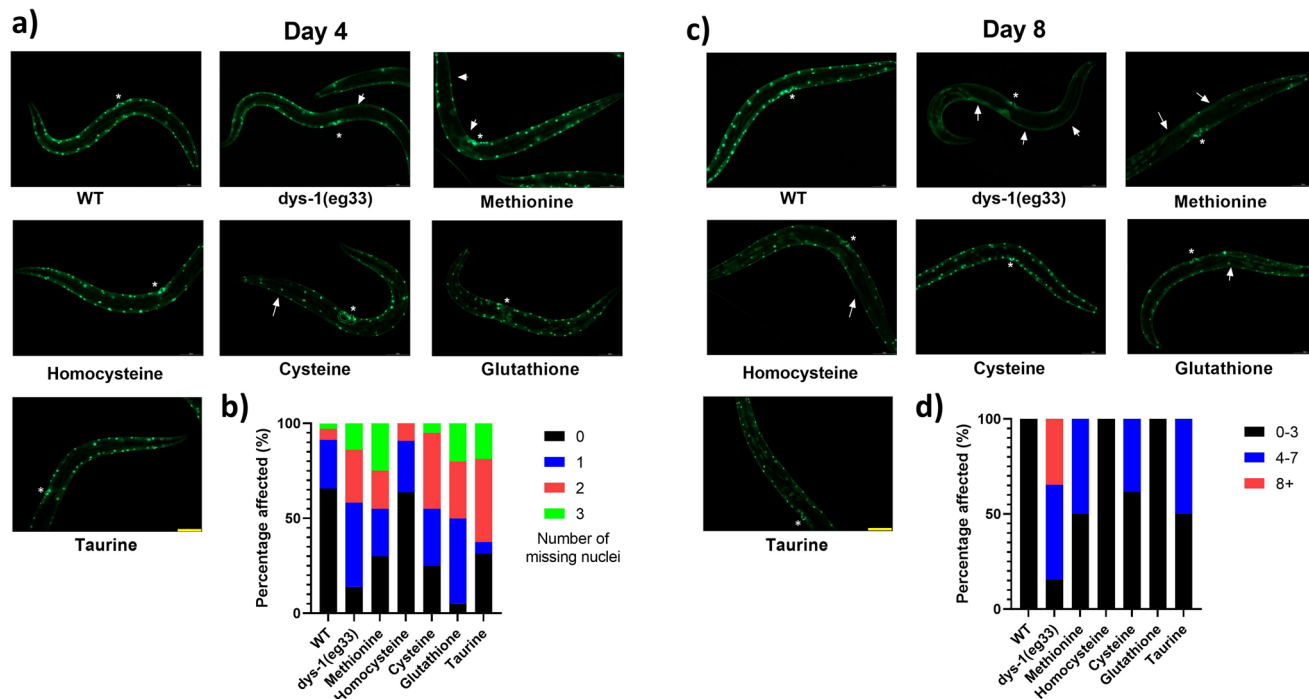 a)
Day 4
*
*
*
WT
dys-1(eg33)
Methionine
*
*
*
Homocysteine
Cysteine
Glutathione
*
Taurine
b)
Percentage affected (%)
100
50
0
WT
dys-1(eg33)
Methionine
Homocysteine
Cysteine
Glutathione
Taurine
0
1
2
3
Number of
missing nuclei
c)
Day 8
*
*
*
WT
dys-1(eg33)
Methionine
*
*
*
Homocysteine
Cysteine
Glutathione
*
Taurine
d)
Percentage affected (%)
100
50
0
WT
dys-1(eg33)
Methionine
Homocysteine
Cysteine
Glutathione
Taurine
0-3
4-7
8+